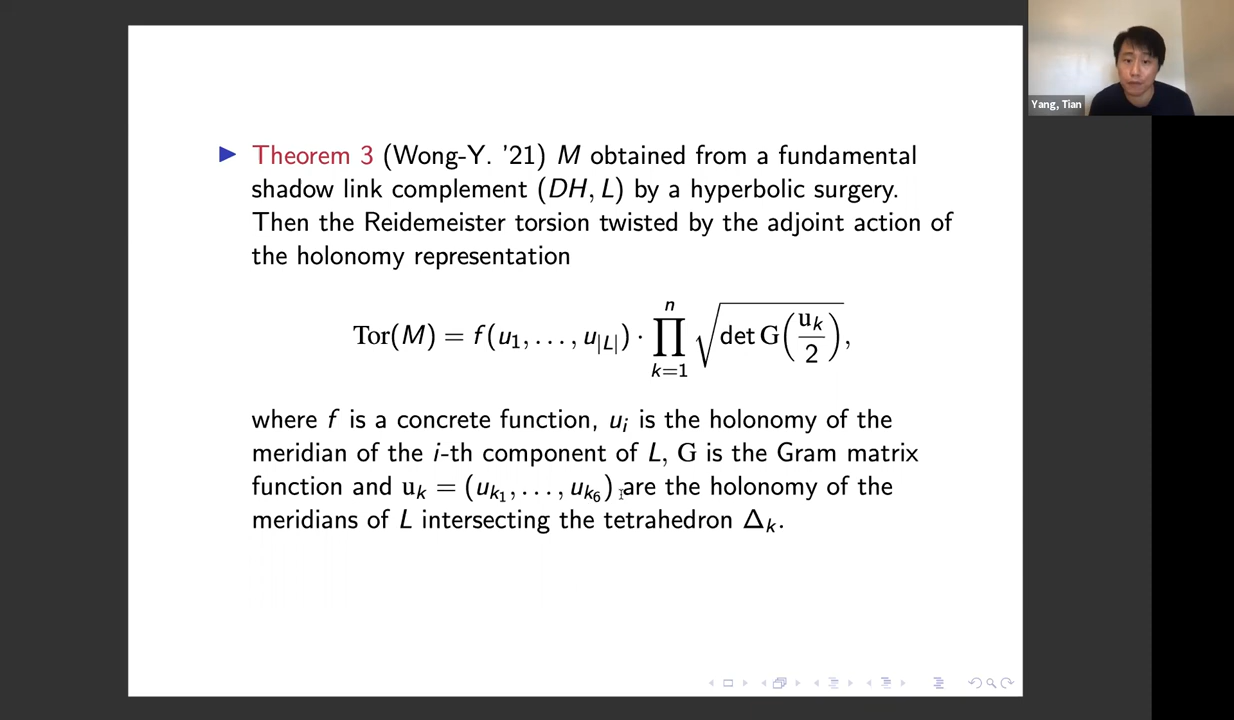 ▶ Theorem 3 (Wong-Y. '21) M obtained from a fundamental
shadow link complement (DH, L) by a hyperbolic surgery.
Then the Reidemeister torsion twisted by the adjoint action of
the holonomy representation
Tor(M) = f(u₁, . . . , u_{|L|}) · ∏_{k=1}^{n} √(det G(u_k/2)),
where f is a concrete function, u_i is the holonomy of the
meridian of the i-th component of L, G is the Gram matrix
function and u_k = (u_{k₁}, . . . , u_{k₆}) are the holonomy of the
meridians of L intersecting the tetrahedron Δ_k.
Yang, Tian